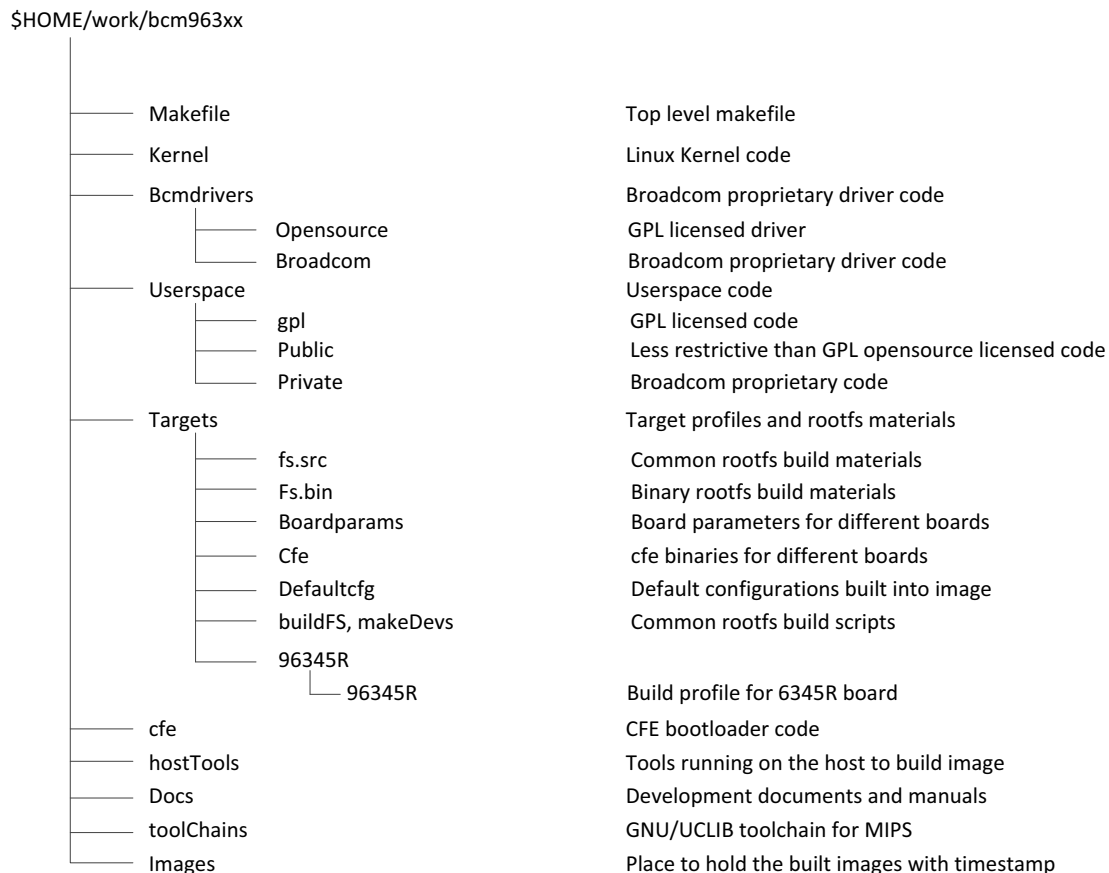 $HOME/work/bcm963xx
Makefile Top level makefile
Kernel Linux Kernel code
Bcmdrivers Broadcom proprietary driver code
Opensource GPL licensed driver
Broadcom Broadcom proprietary driver code
Userspace Userspace code
gpl GPL licensed code
Public Less restrictive than GPL opensource licensed code
Private Broadcom proprietary code
Targets Target profiles and rootfs materials
fs.src Common rootfs build materials
Fs.bin Binary rootfs build materials
Boardparams Board parameters for different boards
Cfe cfe binaries for different boards
Defaultcfg Default configurations built into image
buildFS, makeDevs Common rootfs build scripts
96345R
96345R Build profile for 6345R board
cfe CFE bootloader code
hostTools Tools running on the host to build image
Docs Development documents and manuals
toolChains GNU/UCLIB toolchain for MIPS
Images Place to hold the built images with timestamp